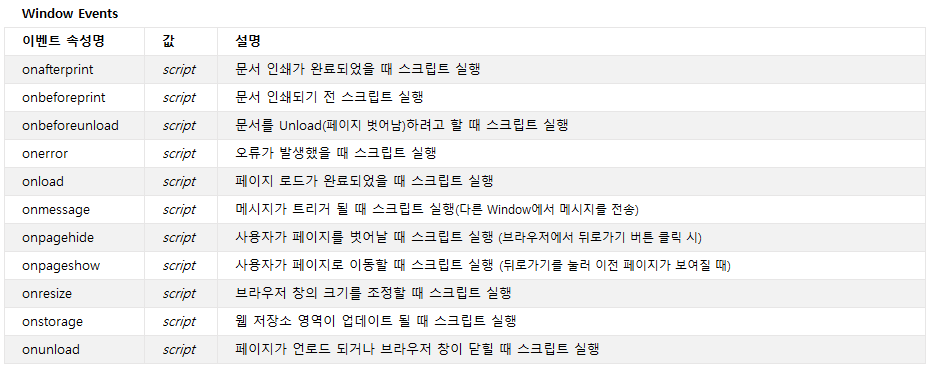 Window Events
이벤트 속성명 값 설명
onafterprint script 문서 인쇄가 완료되었을 때 스크립트 실행
onbeforeprint script 문서 인쇄되기 전 스크립트 실행
onbeforeunload script 문서를 Unload(페이지 벗어남)하려고 할 때 스크립트 실행
onerror script 오류가 발생했을 때 스크립트 실행
onload script 페이지 로드가 완료되었을 때 스크립트 실행
onmessage script 메시지가 트리거 될 때 스크립트 실행(다른 Window에서 메시지를 전송)
onpagehide script 사용자가 페이지를 벗어날 때 스크립트 실행 (브라우저에서 뒤로가기 버튼 클릭 시)
onpageshow script 사용자가 페이지로 이동할 때 스크립트 실행 (뒤로가기를 눌러 이전 페이지가 보여질 때)
onresize script 브라우저 창의 크기를 조정할 때 스크립트 실행
onstorage script 웹 저장소 영역이 업데이트 될 때 스크립트 실행
onunload script 페이지가 언로드 되거나 브라우저 창이 닫힐 때 스크립트 실행